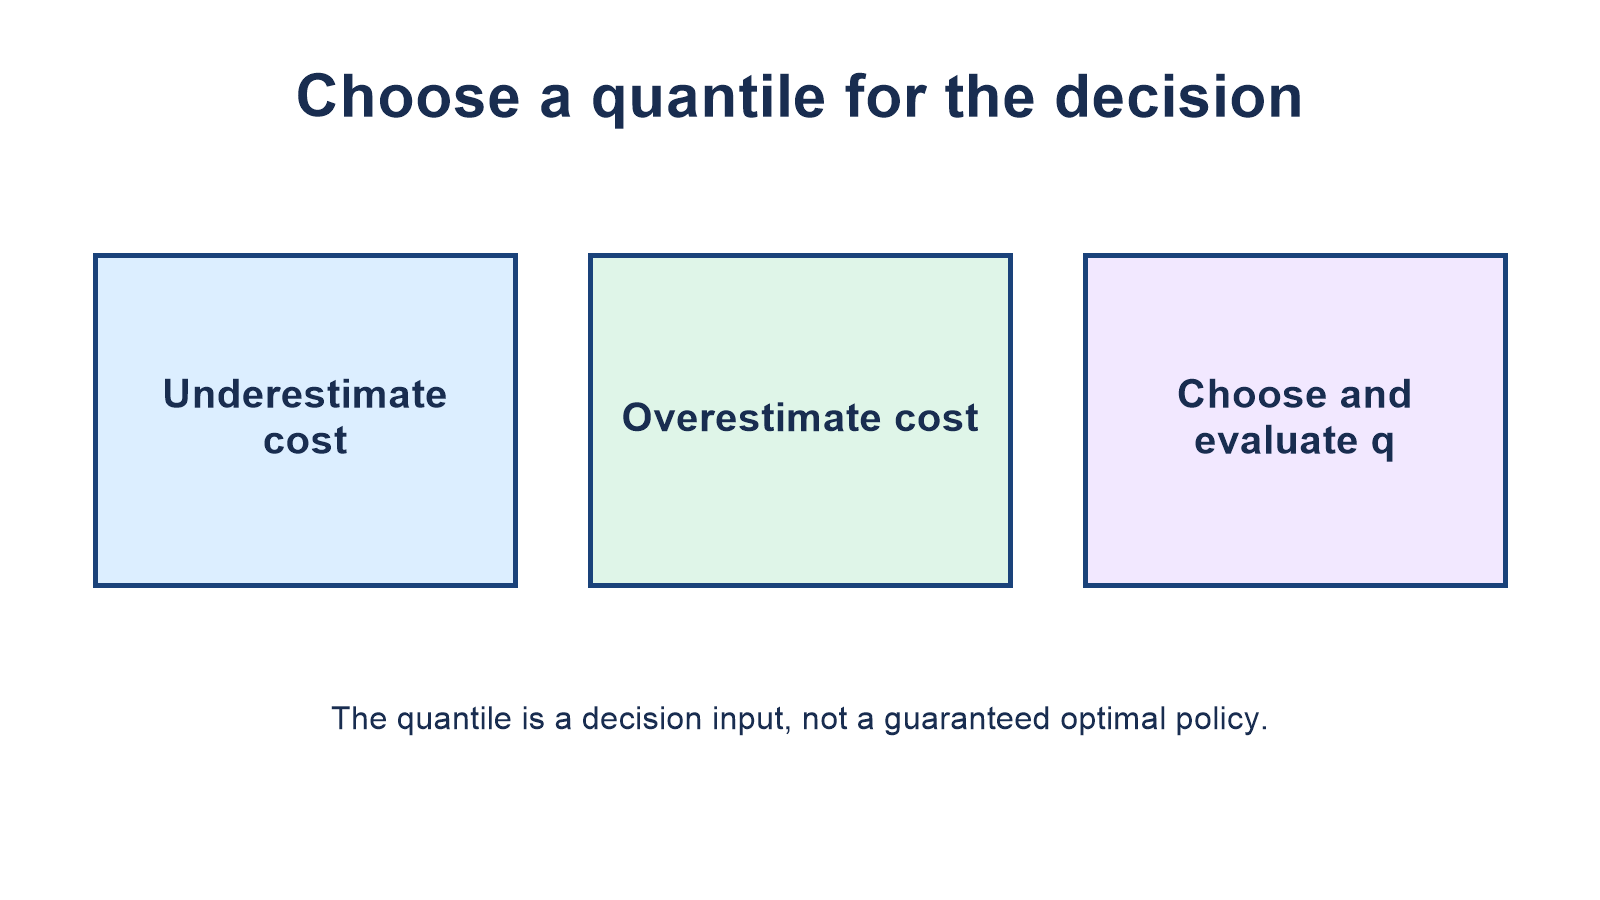 Choose a quantile for the decision
Underestimate
cost
Overestimate cost
Choose and
evaluate q
The quantile is a decision input, not a guaranteed optimal policy.